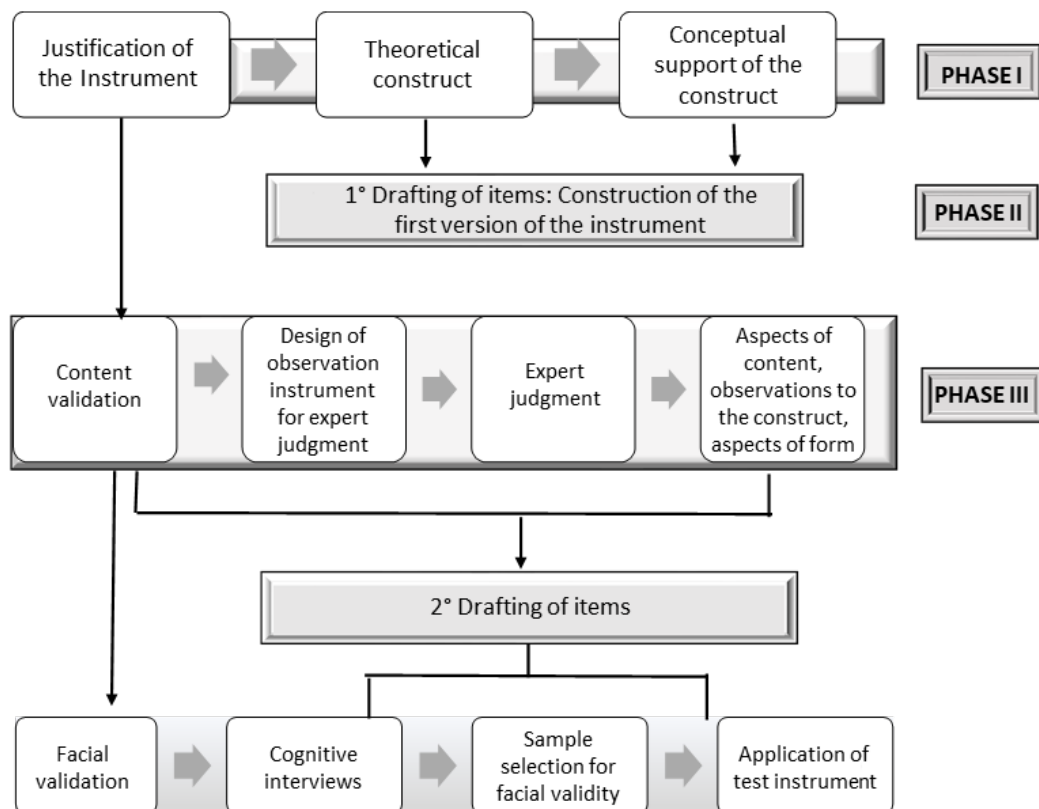 Justification of
the Instrument
Theoretical
construct
Conceptual
support of the
construct
PHASE I
1° Drafting of items: Construction of the
first version of the instrument
PHASE II
Content
validation
Design of
observation
instrument
for expert
judgment
Expert
judgment
Aspects of
content,
observations to
the construct,
aspects of form
PHASE III
2° Drafting of items
Facial
validation
Cognitive
interviews
Sample
selection for
facial validity
Application of
test instrument